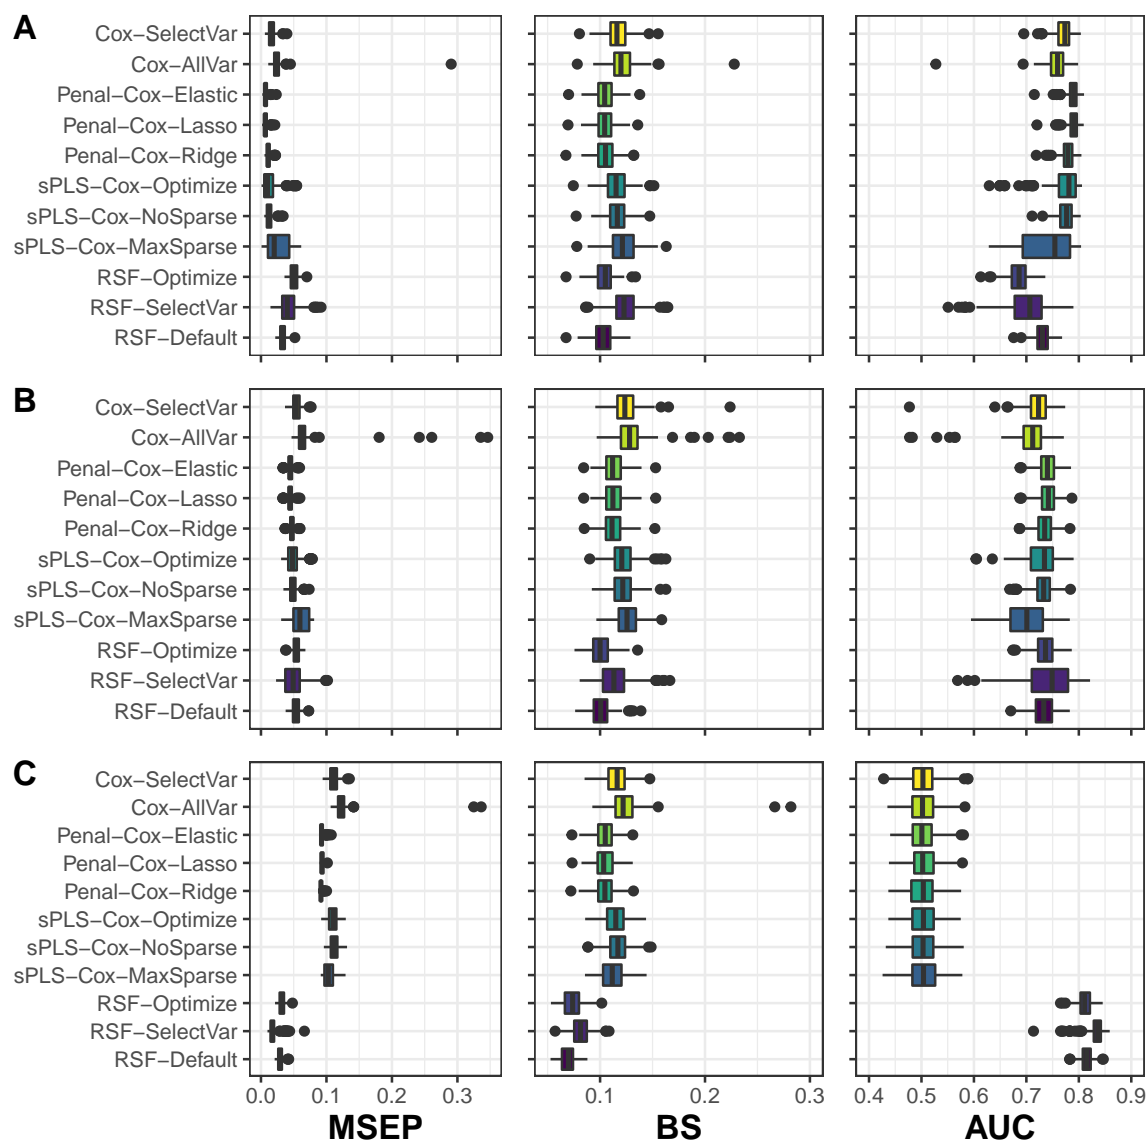 A
Cox−SelectVar
Cox−AllVar
Penal−Cox−Elastic
Penal−Cox−Lasso
Penal−Cox−Ridge
sPLS−Cox−Optimize
sPLS−Cox−NoSparse
sPLS−Cox−MaxSparse
RSF−Optimize
RSF−SelectVar
RSF−Default
B
Cox−SelectVar
Cox−AllVar
Penal−Cox−Elastic
Penal−Cox−Lasso
Penal−Cox−Ridge
sPLS−Cox−Optimize
sPLS−Cox−NoSparse
sPLS−Cox−MaxSparse
RSF−Optimize
RSF−SelectVar
RSF−Default
C
Cox−SelectVar
Cox−AllVar
Penal−Cox−Elastic
Penal−Cox−Lasso
Penal−Cox−Ridge
sPLS−Cox−Optimize
sPLS−Cox−NoSparse
sPLS−Cox−MaxSparse
RSF−Optimize
RSF−SelectVar
RSF−Default
0.0 0.1 0.2 0.3 0.1 0.2 0.3 0.4 0.5 0.6 0.7 0.8 0.9
MSEP BS AUC